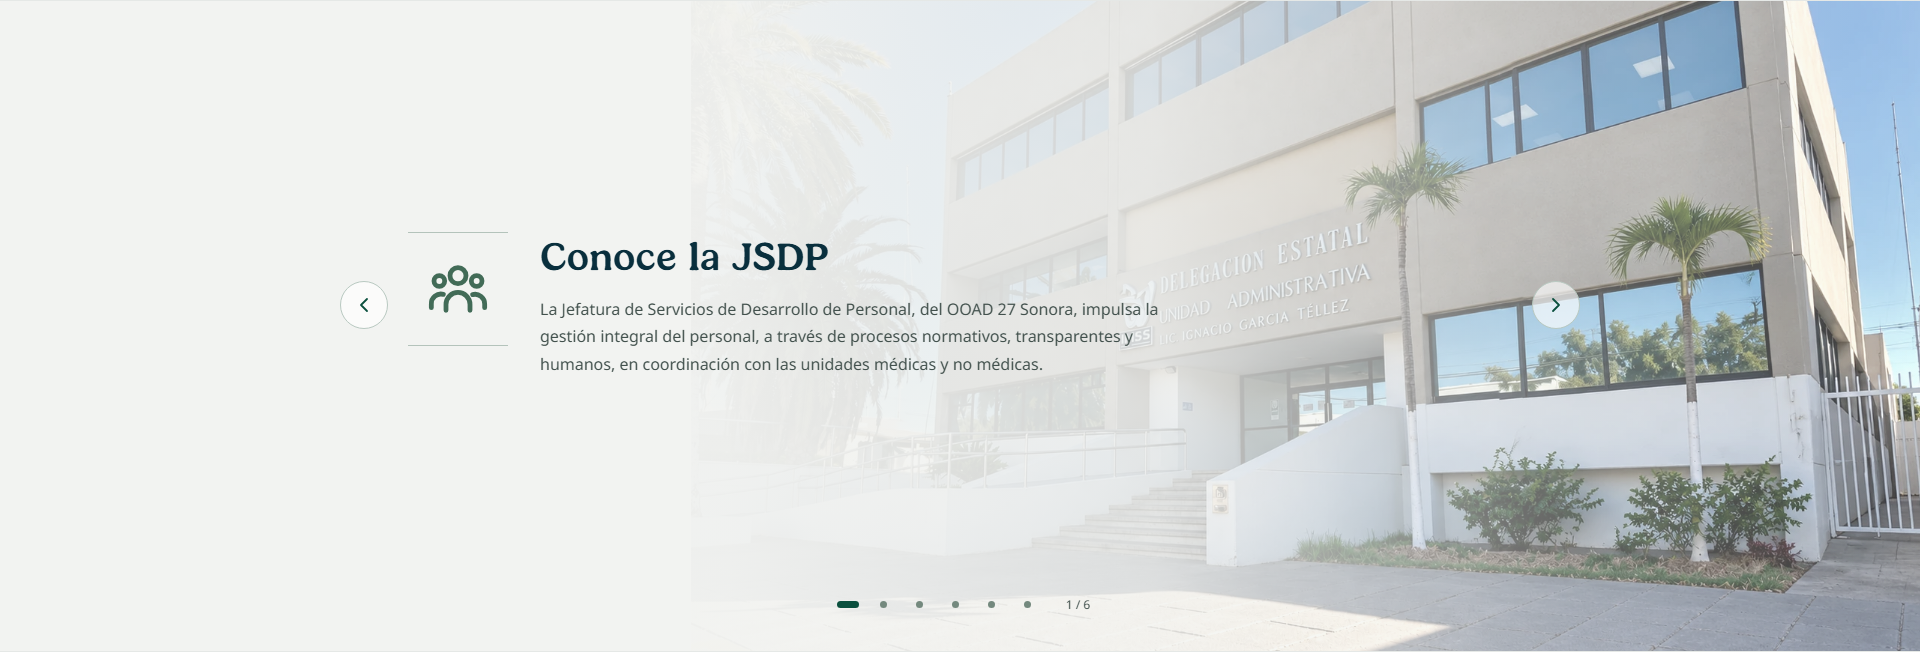 Conoce la JSDP
La Jefatura de Servicios de Desarrollo de Personal, del OOAD 27 Sonora, impulsa la
gestión integral del personal, a través de procesos normativos, transparentes y
humanos, en coordinación con las unidades médicas y no médicas.
DELEGACION ESTATAL
UNIDAD ADMINISTRATIVA
LIC IGNACIO GARCIA TÉLLEZ
1 / 6